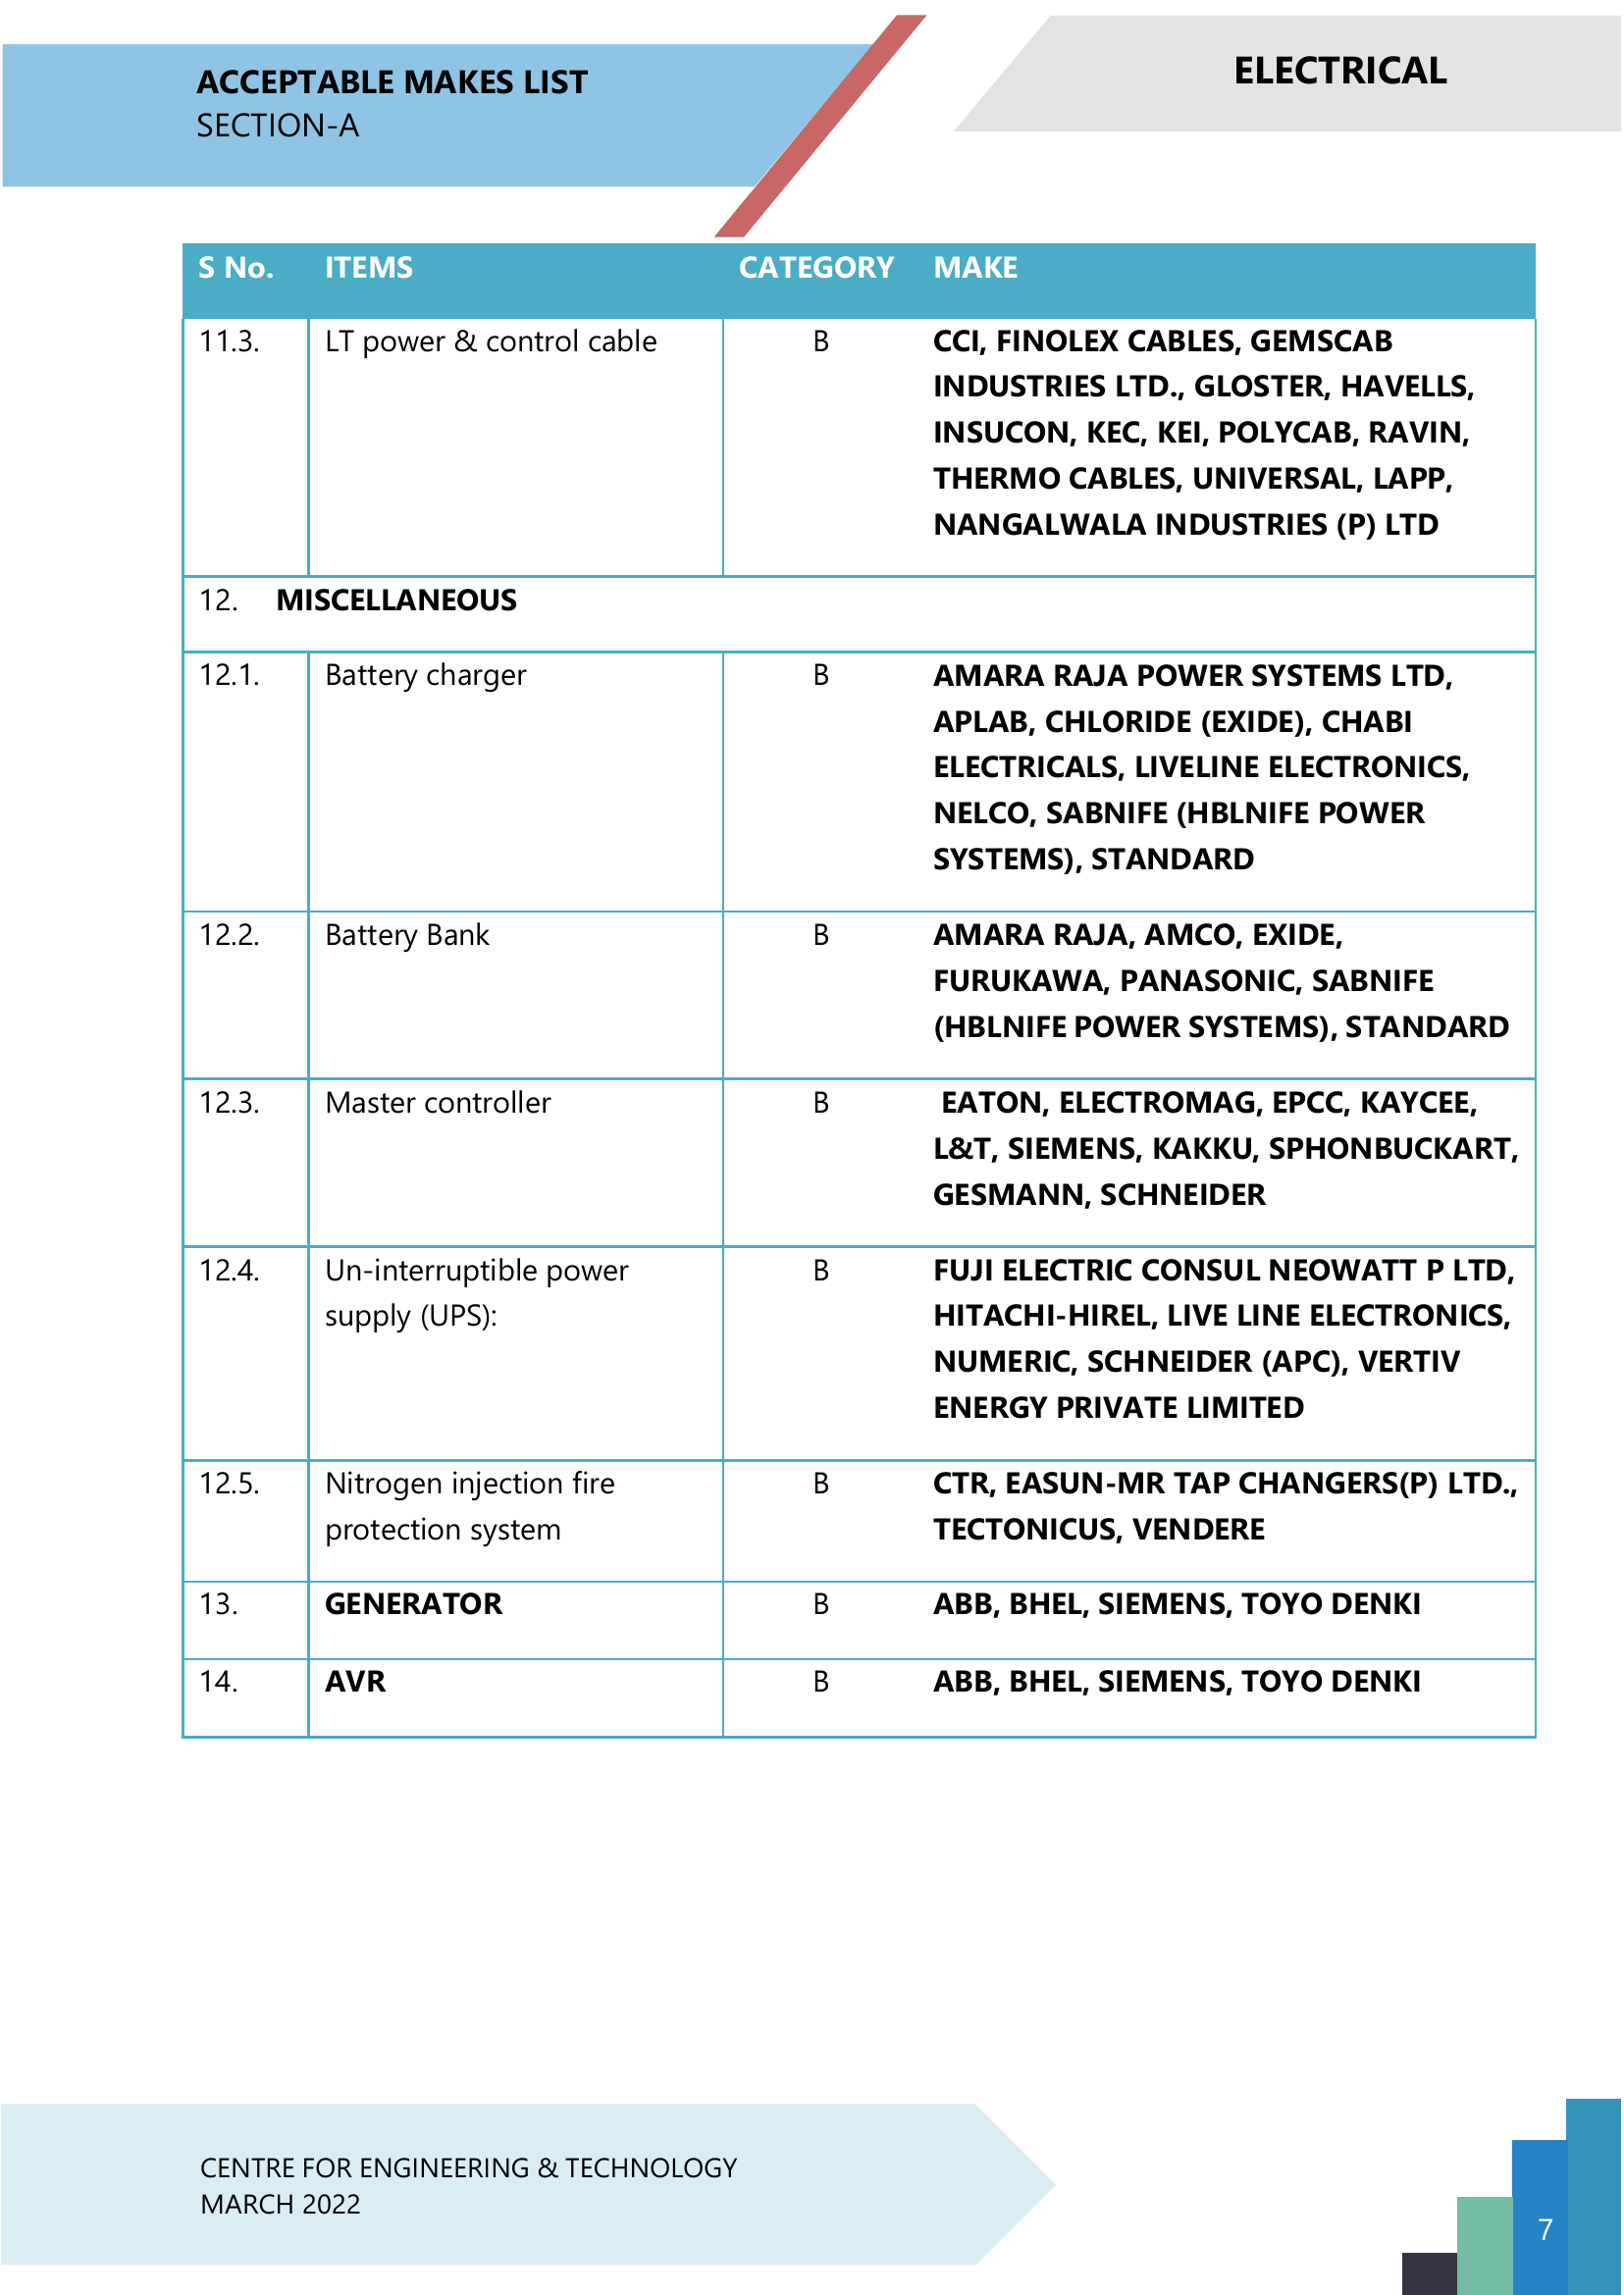 ACCEPTABLE MAKES LIST
SECTION-A
ELECTRICAL
S No. ITEMS CATEGORY MAKE
11.3. LT power & control cable B CCI, FINOLEX CABLES, GEMSCAB
INDUSTRIES LTD., GLOSTER, HAVELLS,
INSUCON, KEC, KEI, POLYCAB, RAVIN,
THERMO CABLES, UNIVERSAL, LAPP,
NANGALWALA INDUSTRIES (P) LTD
12. MISCELLANEOUS
12.1. Battery charger B AMARA RAJA POWER SYSTEMS LTD,
APLAB, CHLORIDE (EXIDE), CHABI
ELECTRICALS, LIVELINE ELECTRONICS,
NELCO, SABNIFE (HBLNIFE POWER
SYSTEMS), STANDARD
12.2. Battery Bank B AMARA RAJA, AMCO, EXIDE,
FURUKAWA, PANASONIC, SABNIFE
(HBLNIFE POWER SYSTEMS), STANDARD
12.3. Master controller B EATON, ELECTROMAG, EPCC, KAYCEE,
L&T, SIEMENS, KAKKU, SPHONBUCKART,
GESMANN, SCHNEIDER
12.4. Un-interruptible power B FUJI ELECTRIC CONSUL NEOWATT P LTD,
supply (UPS): HITACHI-HIREL, LIVE LINE ELECTRONICS,
NUMERIC, SCHNEIDER (APC), VERTIV
ENERGY PRIVATE LIMITED
12.5. Nitrogen injection fire B CTR, EASUN-MR TAP CHANGERS(P) LTD.,
protection system TECTONICUS, VENDERE
13. GENERATOR B ABB, BHEL, SIEMENS, TOYO DENKI
14. AVR B ABB, BHEL, SIEMENS, TOYO DENKI
CENTRE FOR ENGINEERING & TECHNOLOGY
MARCH 2022
7